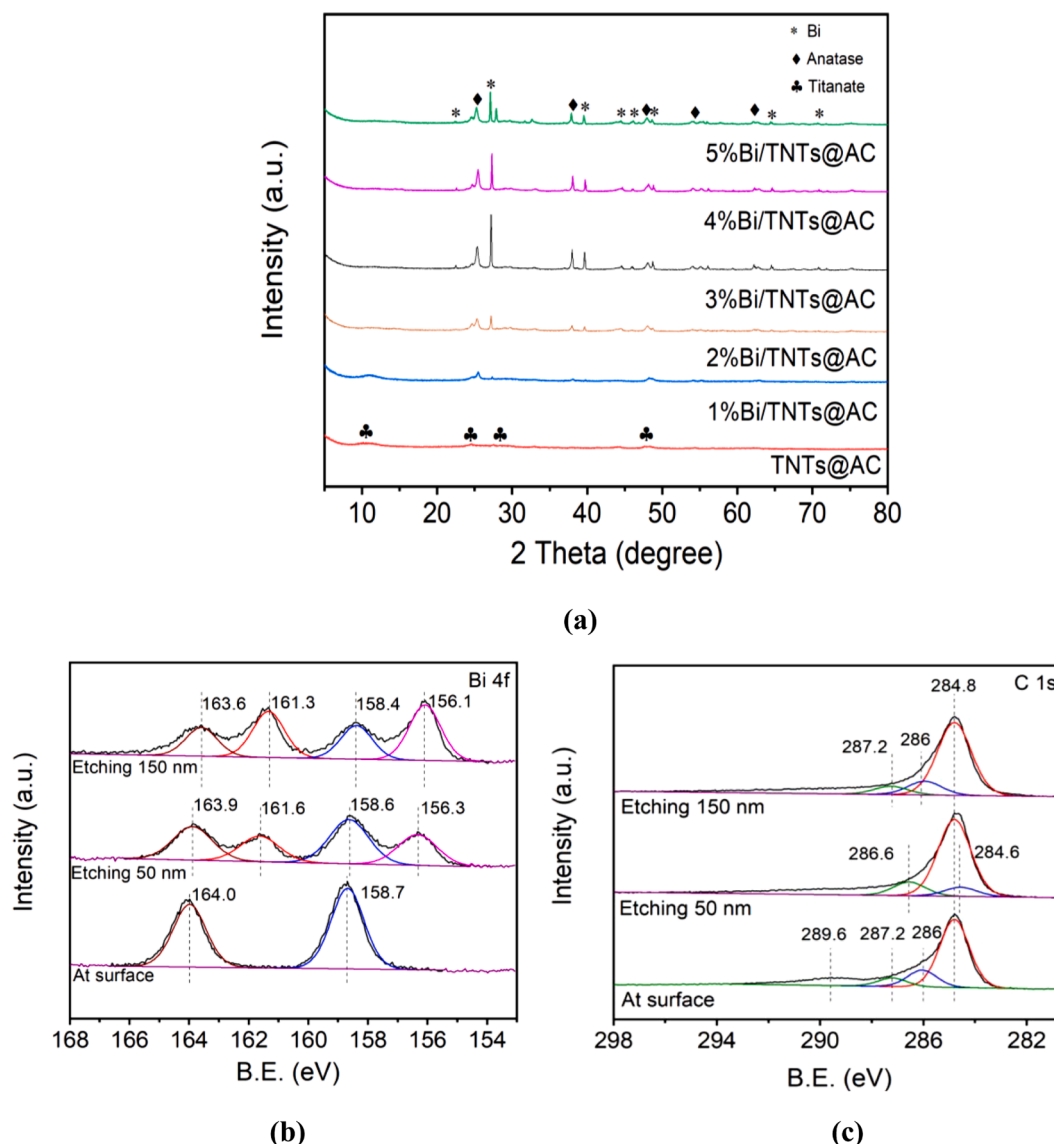 * Bi
♦ Anatase
♣ Titanate
Intensity (a.u.)
5%Bi/TNTs@AC
4%Bi/TNTs@AC
3%Bi/TNTs@AC
2%Bi/TNTs@AC
1%Bi/TNTs@AC
TNTs@AC
10 20 30 40 50 60 70 80
2 Theta (degree)
(a)
Bi 4f
163.6 161.3 158.4 156.1
Etching 150 nm
163.9 161.6 158.6 156.3
Etching 50 nm
164.0 158.7
At surface
Intensity (a.u.)
168 166 164 162 160 158 156 154
B.E. (eV)
(b)
C 1s
284.8
287.2 286
Etching 150 nm
286.6 284.6
Etching 50 nm
289.6 287.2 286
At surface
Intensity (a.u.)
298 294 290 286 282
B.E. (eV)
(c)